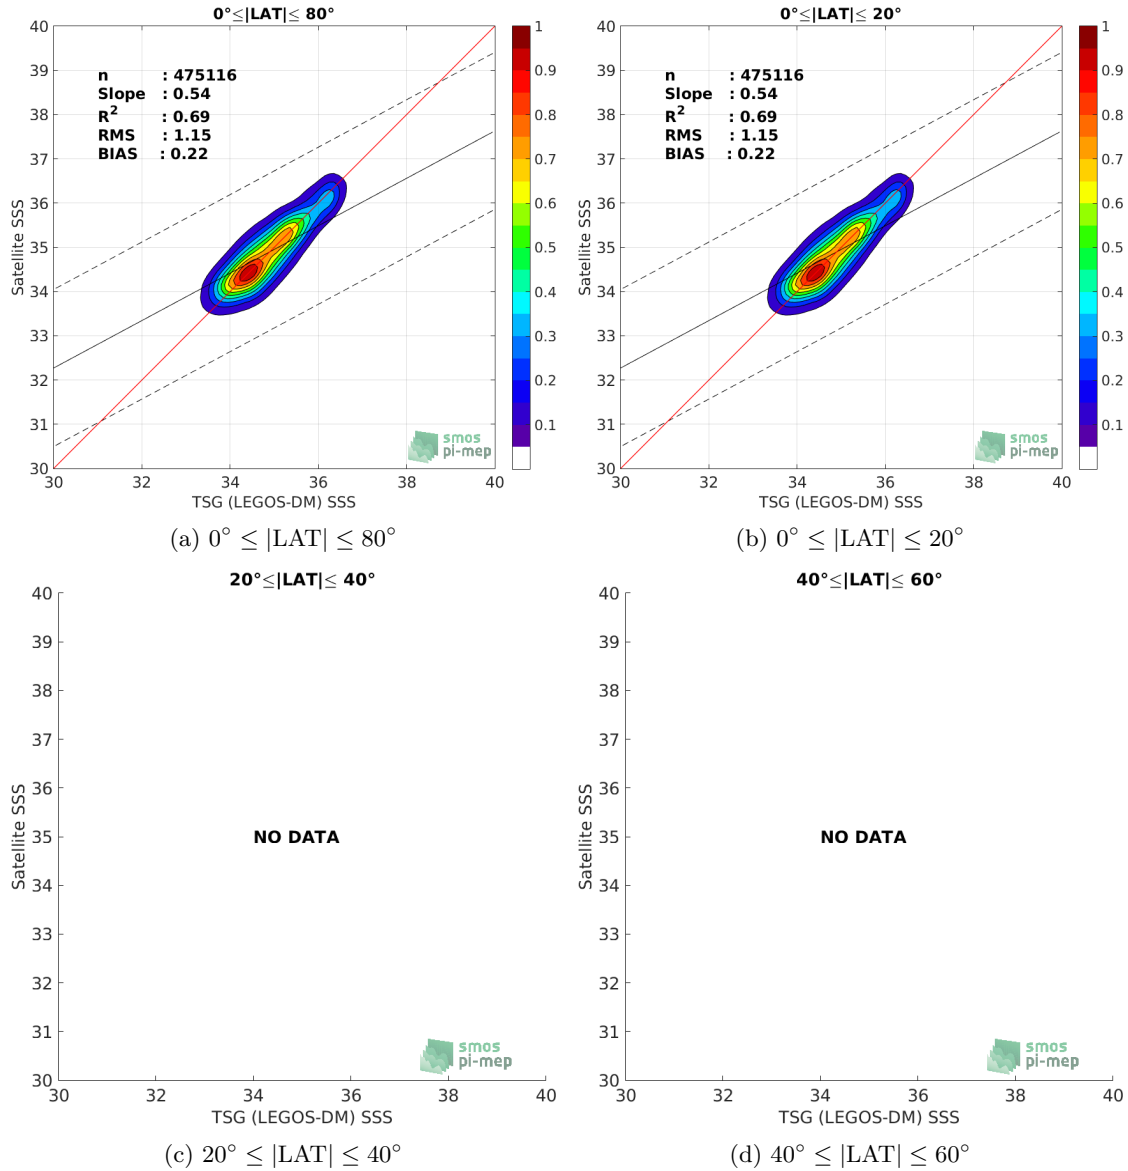 0°≤|LAT|≤ 80°
n : 475116
Slope : 0.54
R² : 0.69
RMS : 1.15
BIAS : 0.22
40
39
38
37
36
35
34
33
32
31
30
Satellite SSS
30 32 34 36 38 40
TSG (LEGOS-DM) SSS
smos
pi-mep
1
0.9
0.8
0.7
0.6
0.5
0.4
0.3
0.2
0.1
(a) 0° ≤ |LAT| ≤ 80°
0°≤|LAT|≤ 20°
n : 475116
Slope : 0.54
R² : 0.69
RMS : 1.15
BIAS : 0.22
40
39
38
37
36
35
34
33
32
31
30
Satellite SSS
30 32 34 36 38 40
TSG (LEGOS-DM) SSS
smos
pi-mep
1
0.9
0.8
0.7
0.6
0.5
0.4
0.3
0.2
0.1
(b) 0° ≤ |LAT| ≤ 20°
20°≤|LAT|≤ 40°
40
39
38
37
36
35
34
33
32
31
30
Satellite SSS
NO DATA
smos
pi-mep
30 32 34 36 38 40
TSG (LEGOS-DM) SSS
(c) 20° ≤ |LAT| ≤ 40°
40°≤|LAT|≤ 60°
40
39
38
37
36
35
34
33
32
31
30
Satellite SSS
NO DATA
smos
pi-mep
30 32 34 36 38 40
TSG (LEGOS-DM) SSS
(d) 40° ≤ |LAT| ≤ 60°